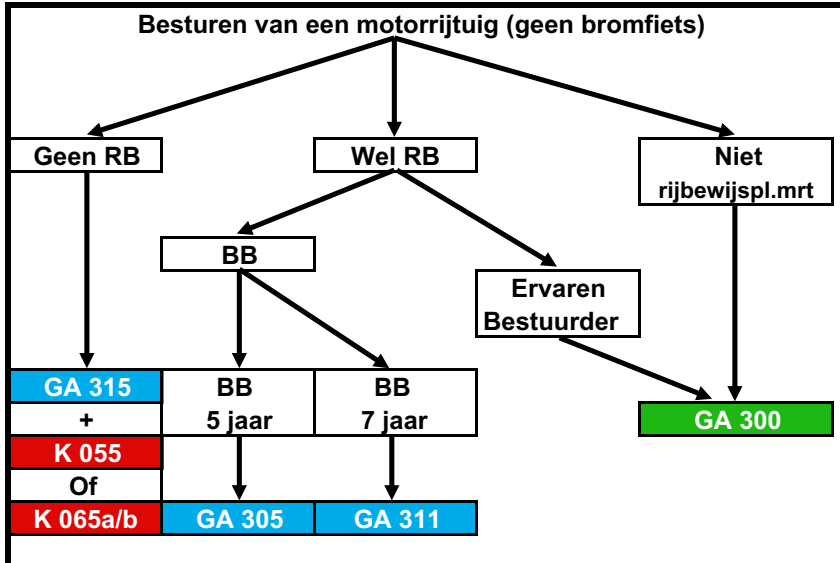 Besturen van een motorrijtuig (geen bromfiets)
Geen RB
Wel RB
Niet
rijbewijspl.mrt
BB
Ervaren
Bestuurder
GA 315
+
K 055
Of
K 065a/b
BB
5 jaar
BB
7 jaar
GA 300
GA 305
GA 311